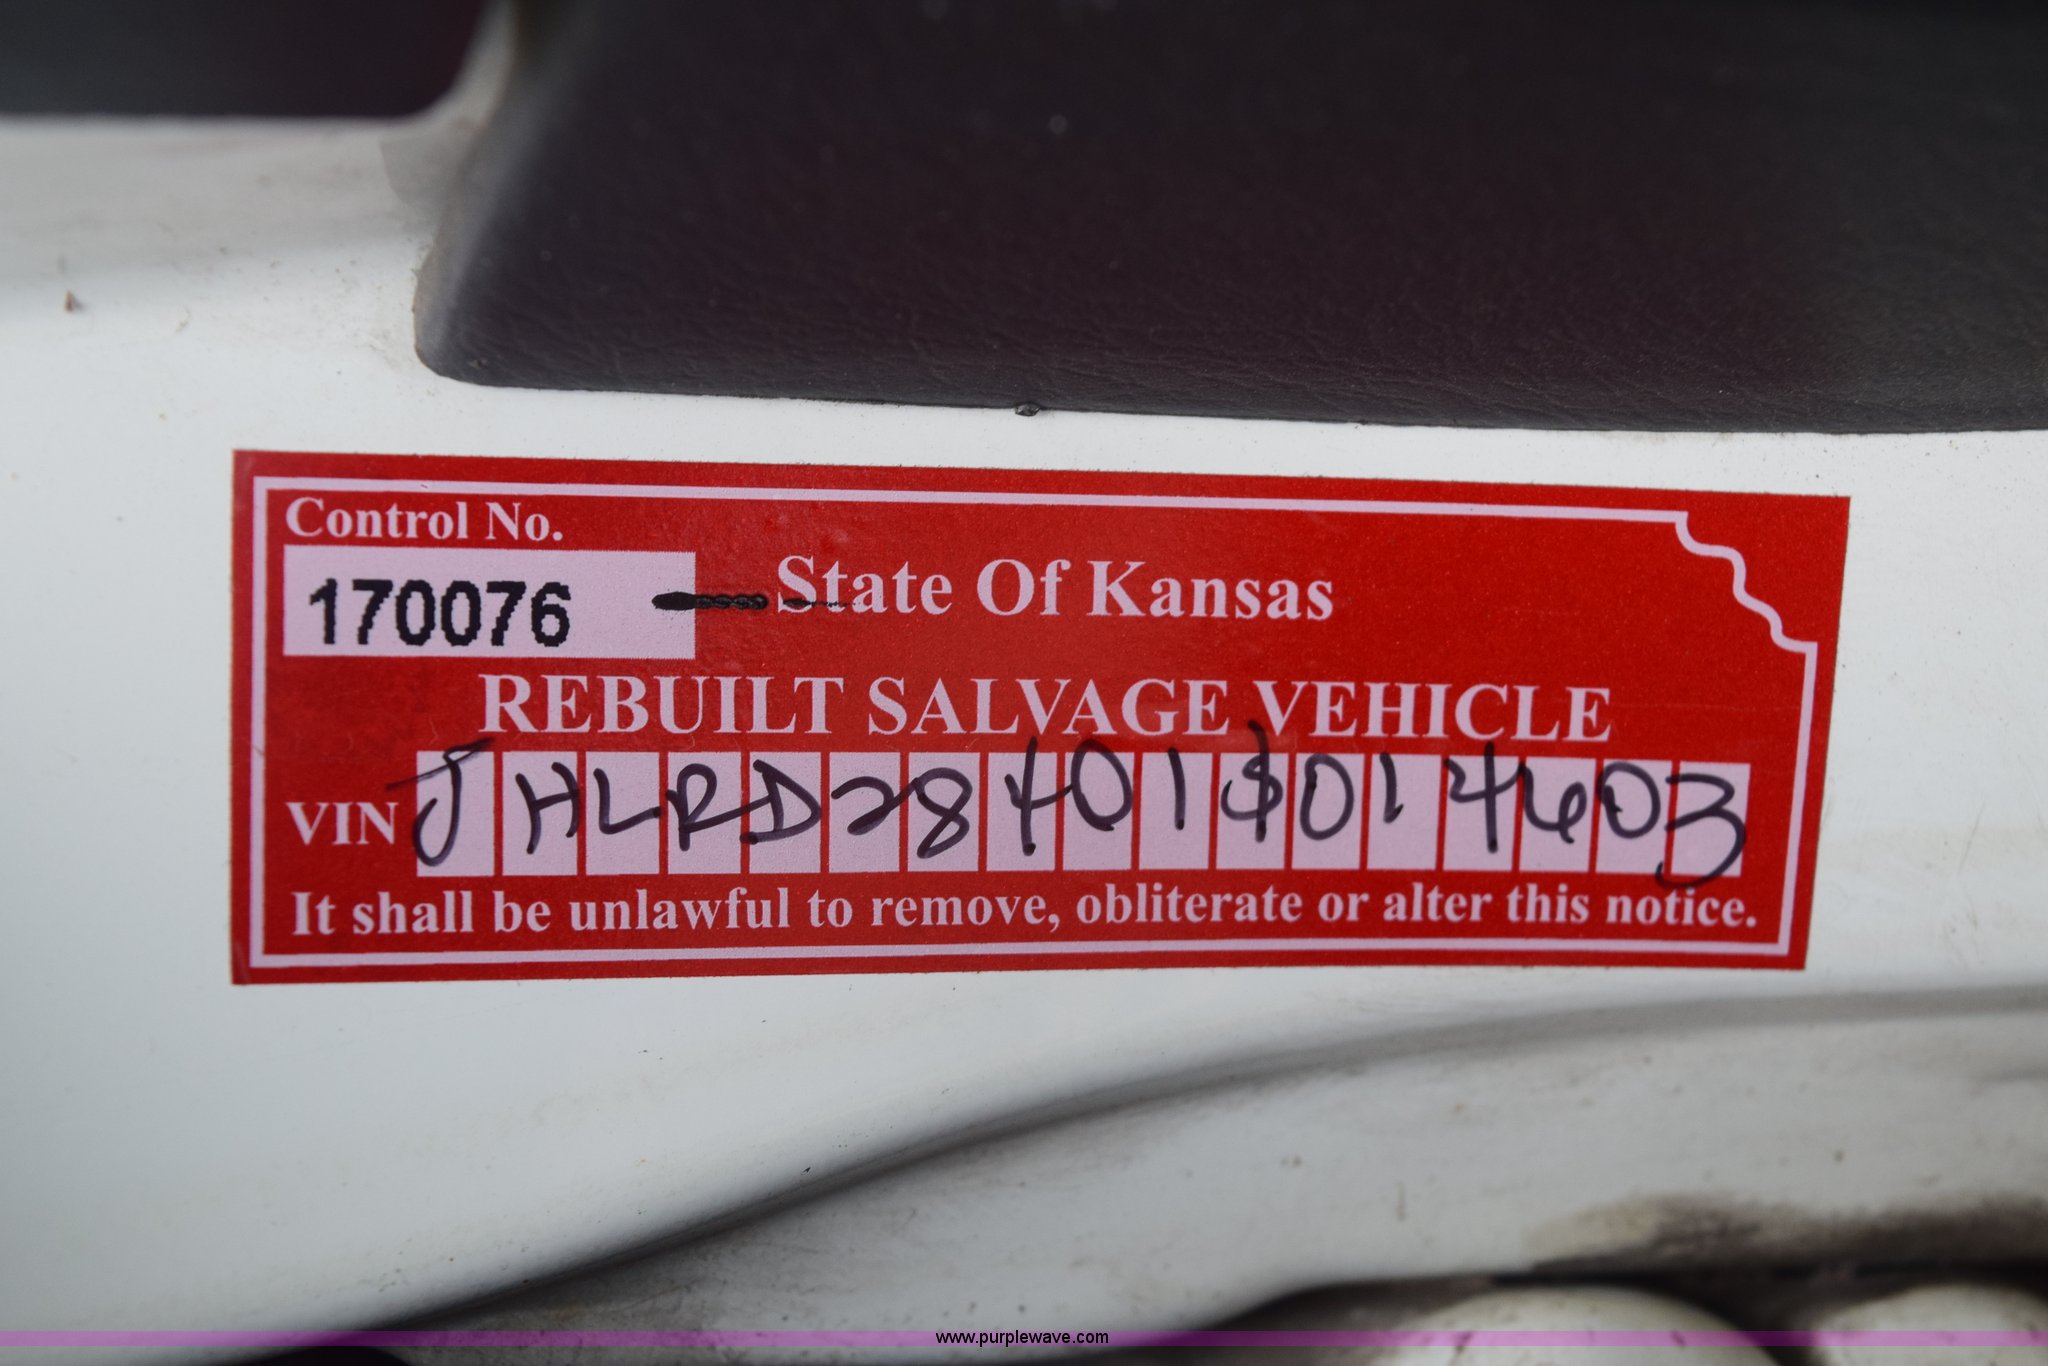 Control No.
170076
State Of Kansas
REBUILT SALVAGE VEHICLE
VIN JHLRD28401S014603
It shall be unlawful to remove, obliterate or alter this notice.
www.purplewave.com